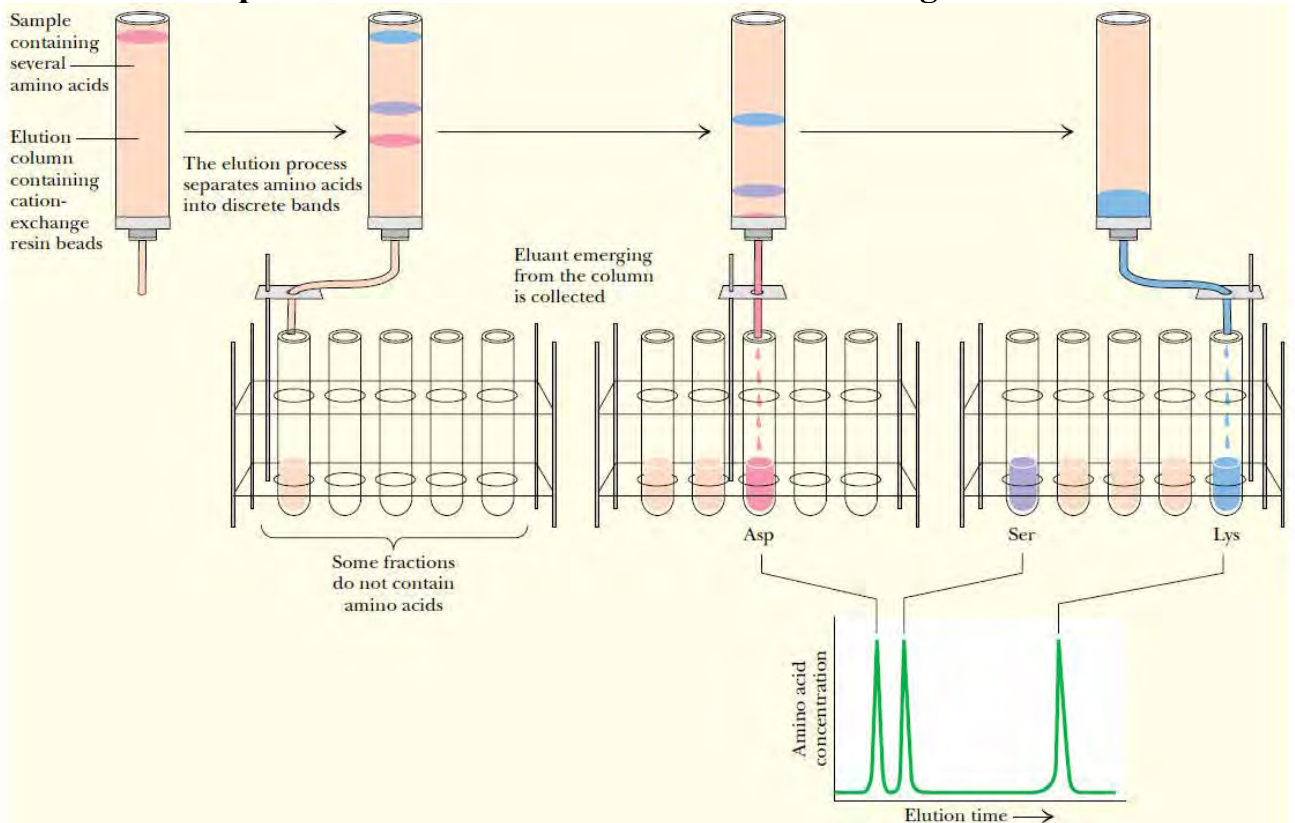 Sample
containing
several
amino acids
Elution
column
containing
cation-
exchange
resin beads
The elution process
separates amino acids
into discrete bands
Eluant emerging
from the column
is collected
Some fractions
do not contain
amino acids
Asp
Ser
Lys
Amino acid
concentration
Elution time